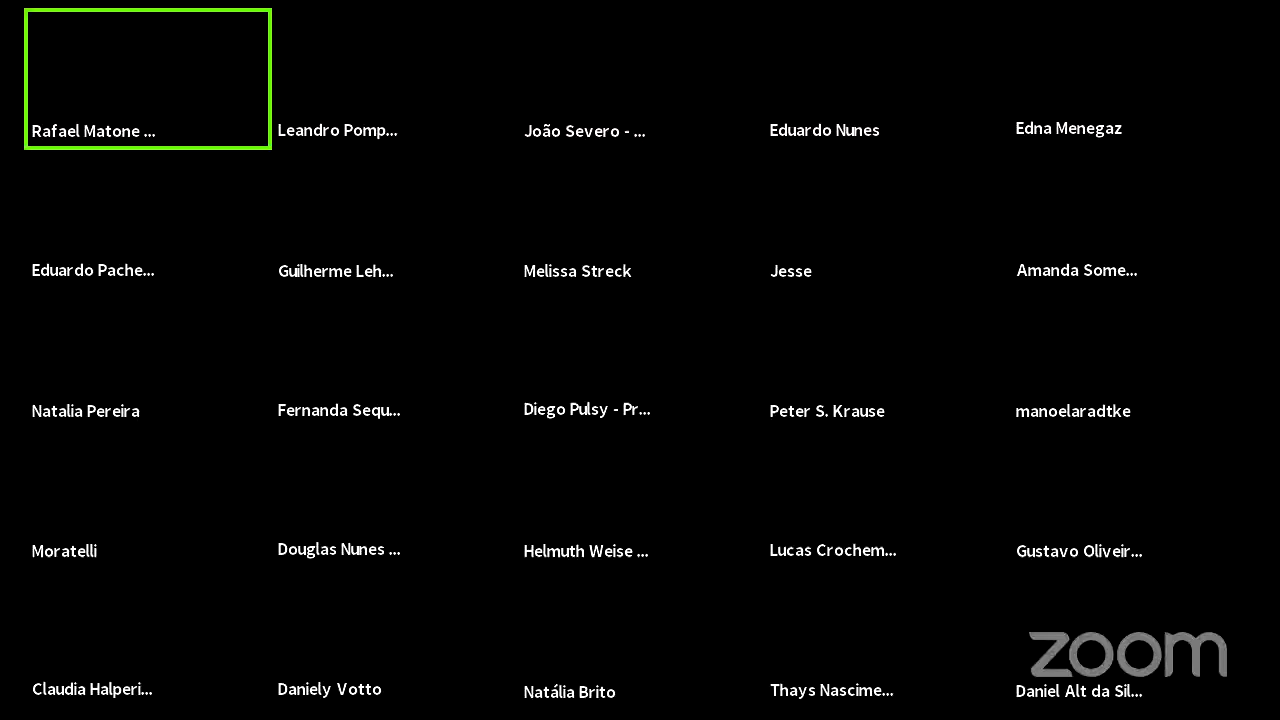 Rafael Matone ...
Leandro Pomp...
João Severo - ...
Eduardo Nunes
Edna Menegaz
Eduardo Pache...
Guilherme Leh...
Melissa Streck
Jesse
Amanda Some...
Natalia Pereira
Fernanda Sequ...
Diego Pulsy - Pr...
Peter S. Krause
manoelaradtke
Moratelli
Douglas Nunes ...
Helmuth Weise ...
Lucas Crochem...
Gustavo Oliveir...
zoom
Claudia Halperi...
Daniely Votto
Natália Brito
Thays Nascime...
Daniel Alt da Sil...